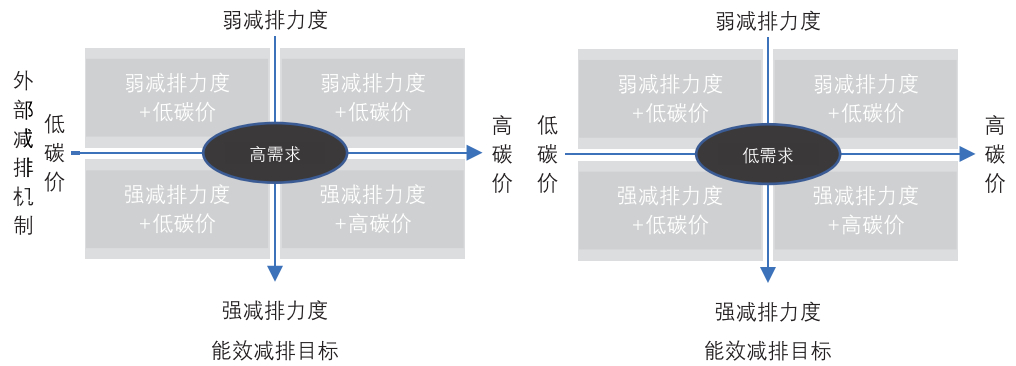 弱减排力度
弱减排力度
+低碳价
弱减排力度
+低碳价
外部减排机制
低碳价
高需求
高碳价
强减排力度
+低碳价
强减排力度
+高碳价
强减排力度
能效减排目标
弱减排力度
弱减排力度
+低碳价
弱减排力度
+低碳价
低碳价
低需求
高碳价
强减排力度
+低碳价
强减排力度
+高碳价
强减排力度
能效减排目标